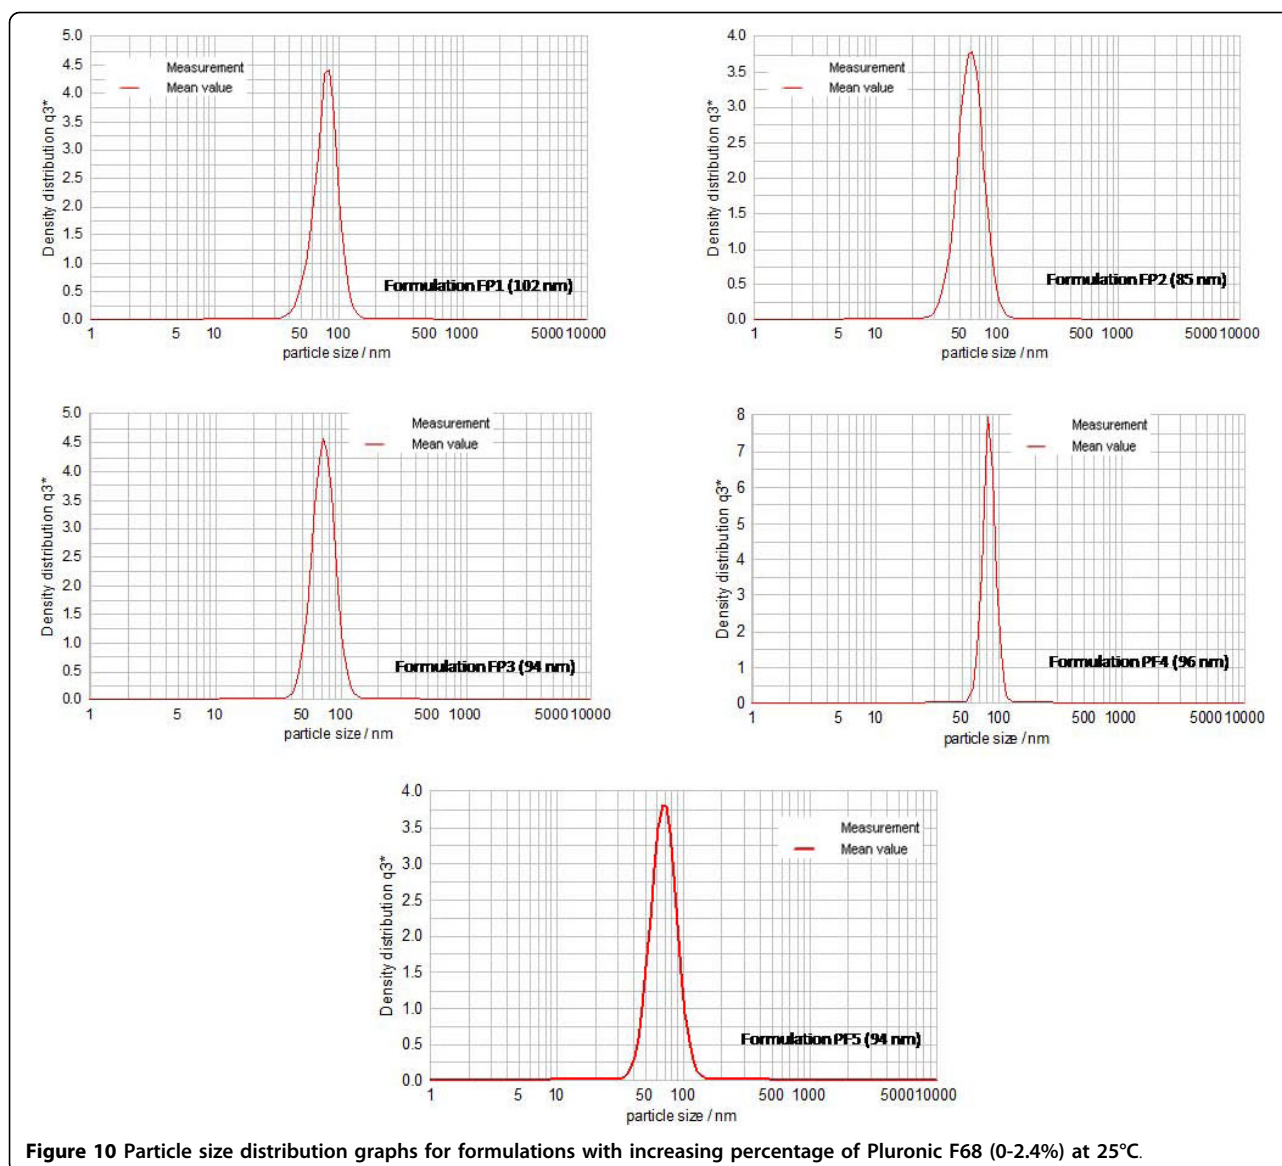 5.0
4.5
4.0
3.5
3.0
2.5
2.0
1.5
1.0
0.5
0.0
Density distribution q3*
Measurement
Mean value
Formulation FP1 (102 nm)
1 5 10 50 100 500 1000 5000 10000
particle size / nm
4.0
3.5
3.0
2.5
2.0
1.5
1.0
0.5
0.0
Density distribution q3*
Measurement
Mean value
Formulation FP2 (85 nm)
1 5 10 50 100 500 1000 5000 10000
particle size / nm
5.0
4.5
4.0
3.5
3.0
2.5
2.0
1.5
1.0
0.5
0.0
Density distribution q3*
Measurement
Mean value
Formulation FP3 (94 nm)
1 5 10 50 100 500 1000 5000 10000
particle size / nm
8
7
6
5
4
3
2
1
0
Density distribution q3*
Measurement
Mean value
Formulation PF4 (96 nm)
1 5 10 50 100 500 1000 5000 10000
particle size / nm
4.0
3.5
3.0
2.5
2.0
1.5
1.0
0.5
0.0
Density distribution q3*
Measurement
Mean value
Formulation PF5 (94 nm)
1 5 10 50 100 500 1000 5000 10000
particle size / nm
Figure 10 Particle size distribution graphs for formulations with increasing percentage of Pluronic F68 (0-2.4%) at 25°C.